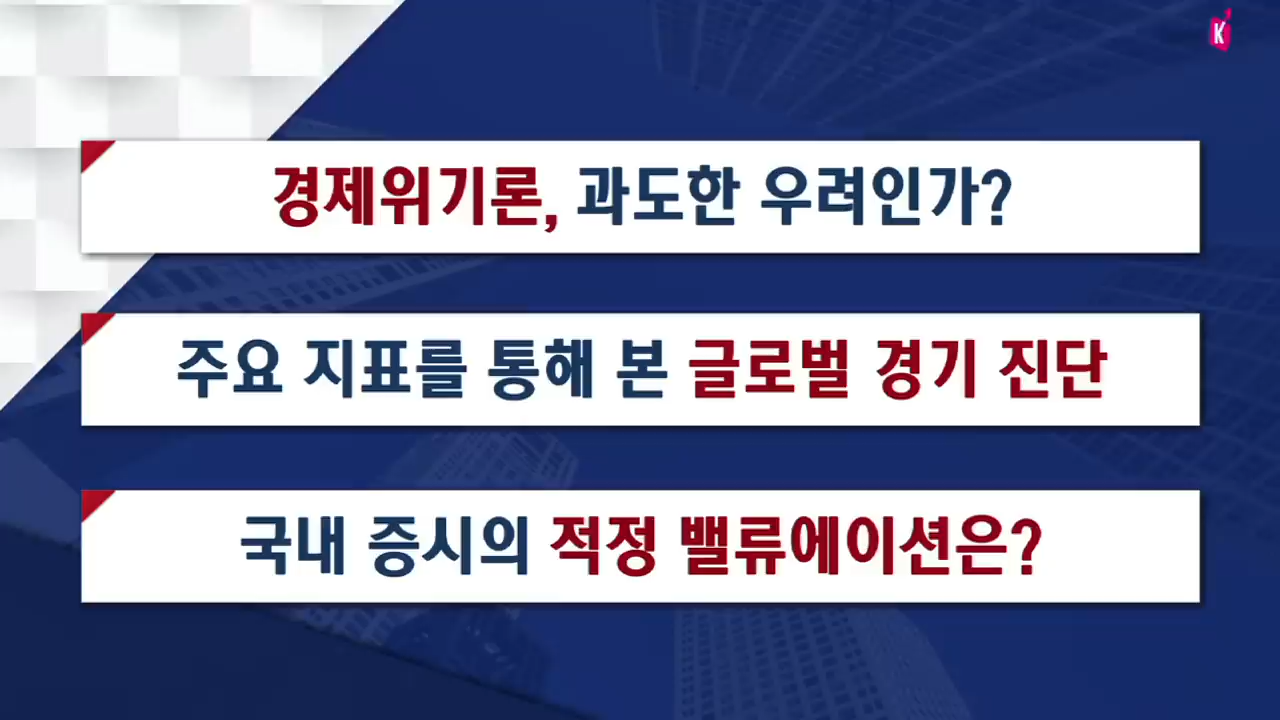 K
경제위기론, 과도한 우려인가?
주요 지표를 통해 본 글로벌 경기 진단
국내 증시의 적정 밸류에이션은?